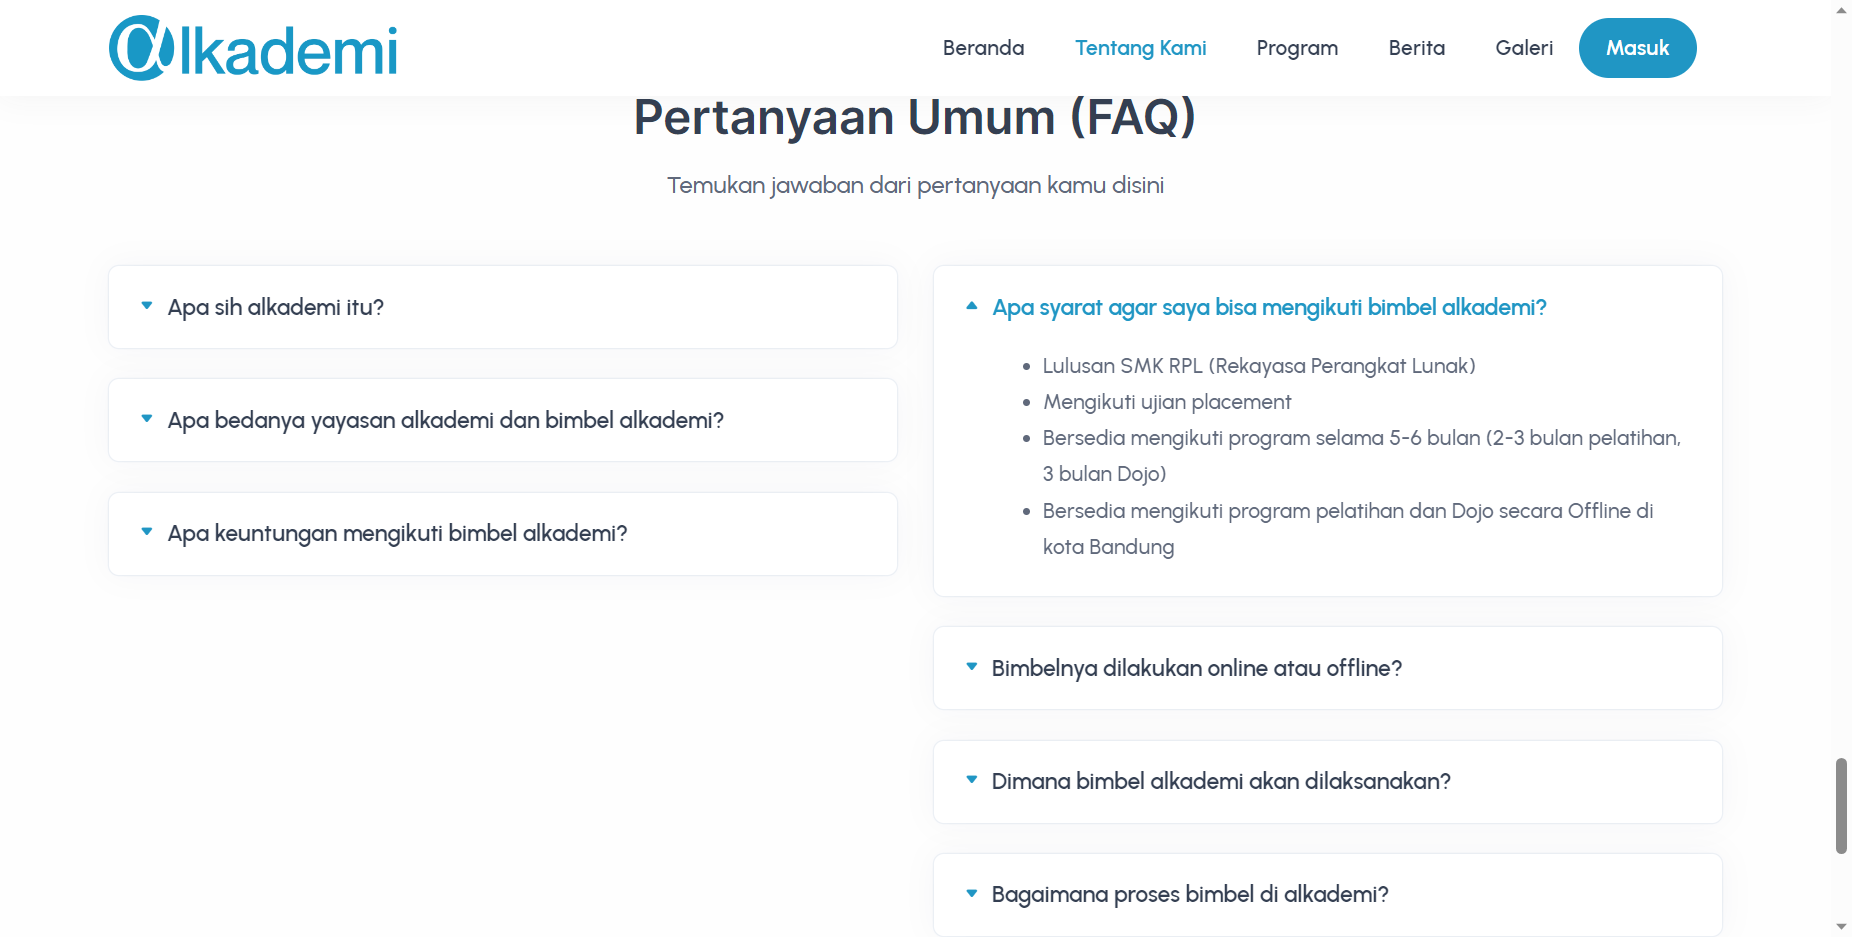 αlkademi
Beranda
Tentang Kami
Program
Berita
Galeri
Masuk
Pertanyaan Umum (FAQ)
Temukan jawaban dari pertanyaan kamu disini
Apa sih alkademi itu?
Apa bedanya yayasan alkademi dan bimbel alkademi?
Apa keuntungan mengikuti bimbel alkademi?
Apa syarat agar saya bisa mengikuti bimbel alkademi?
• Lulusan SMK RPL (Rekayasa Perangkat Lunak)
• Mengikuti ujian placement
• Bersedia mengikuti program selama 5-6 bulan (2-3 bulan pelatihan,
3 bulan Dojo)
• Bersedia mengikuti program pelatihan dan Dojo secara Offline di
kota Bandung
Bimbelnya dilakukan online atau offline?
Dimana bimbel alkademi akan dilaksanakan?
Bagaimana proses bimbel di alkademi?